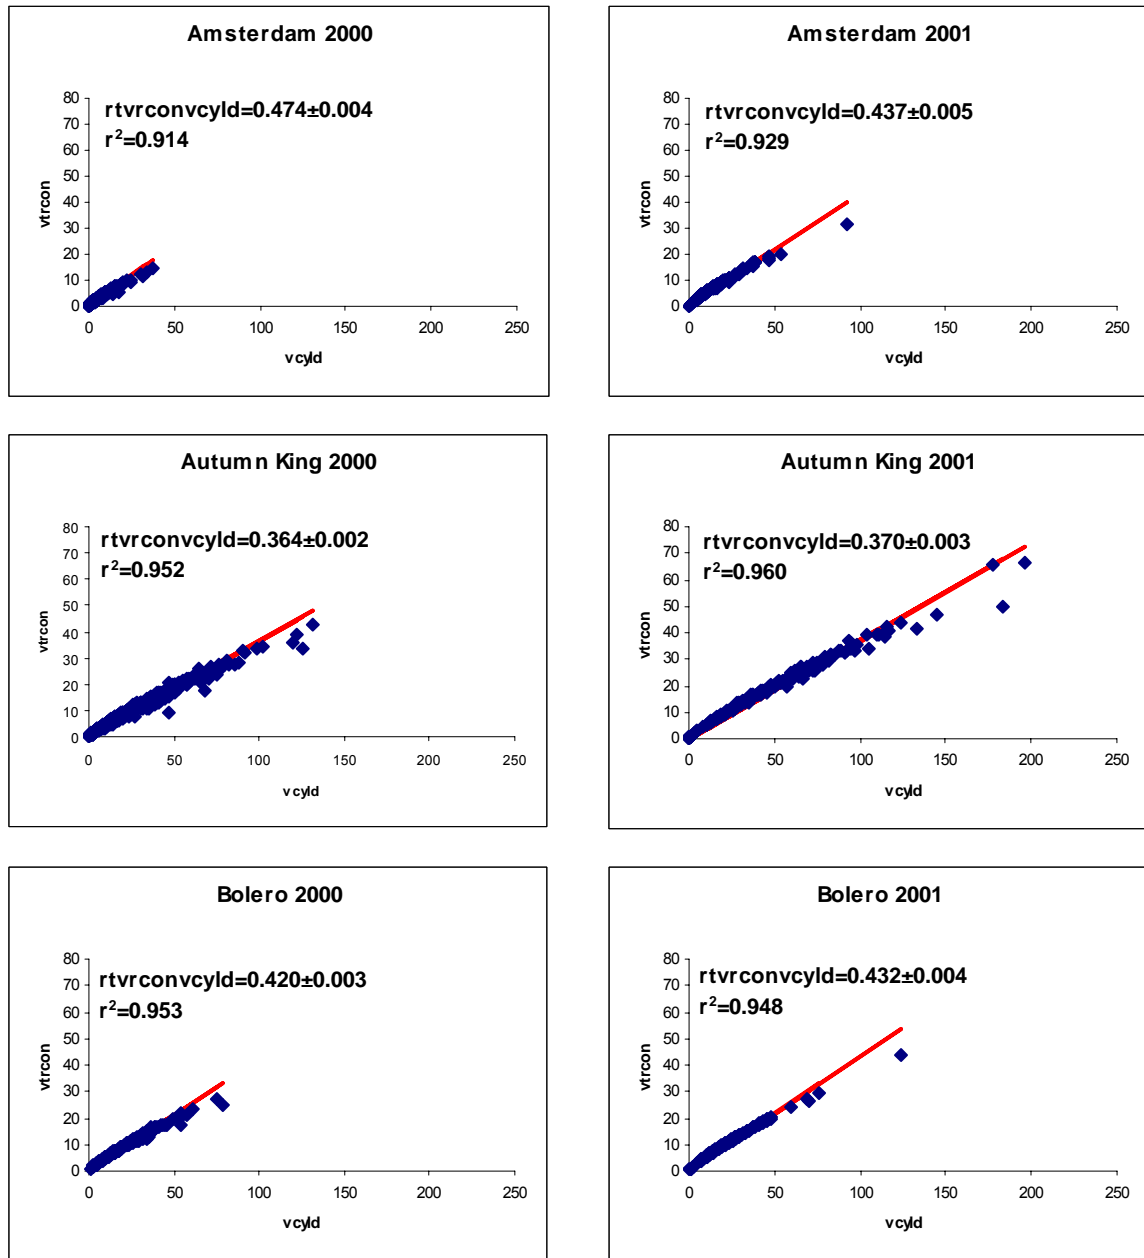 Amsterdam 2000
rtvrconvcyld=0.474±0.004
r²=0.914
80
70
60
50
40
30
20
10
0
vtrcon
0 50 100 150 200 250
vcyld
Amsterdam 2001
rtvrconvcyld=0.437±0.005
r²=0.929
80
70
60
50
40
30
20
10
0
vtrcon
0 50 100 150 200 250
vcyld
Autumn King 2000
rtvrconvcyld=0.364±0.002
r²=0.952
80
70
60
50
40
30
20
10
0
vtrcon
0 50 100 150 200 250
vcyld
Autumn King 2001
rtvrconvcyld=0.370±0.003
r²=0.960
80
70
60
50
40
30
20
10
0
vtrcon
0 50 100 150 200 250
vcyld
Bolero 2000
rtvrconvcyld=0.420±0.003
r²=0.953
80
70
60
50
40
30
20
10
0
vtrcon
0 50 100 150 200 250
vcyld
Bolero 2001
rtvrconvcyld=0.432±0.004
r²=0.948
80
70
60
50
40
30
20
10
0
vtrcon
0 50 100 150 200 250
vcyld